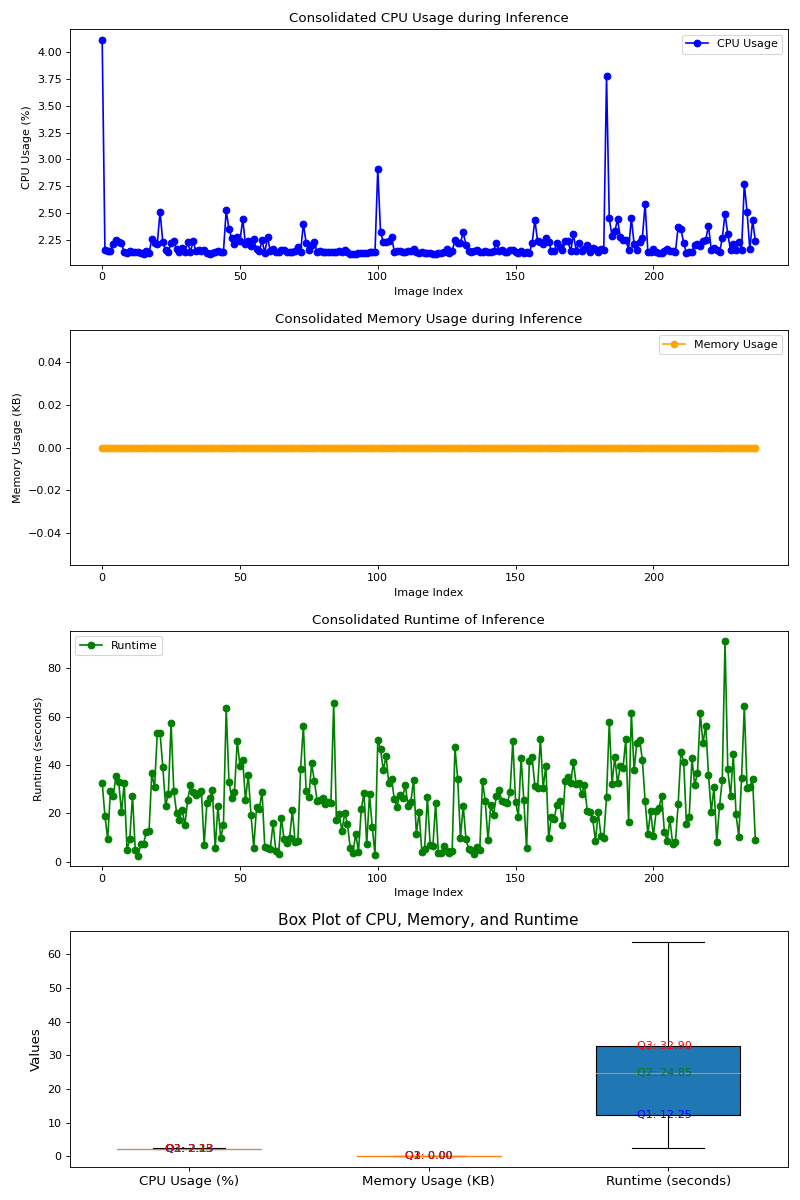 Consolidated CPU Usage during Inference
CPU Usage (%)
4.00
3.75
3.50
3.25
3.00
2.75
2.50
2.25
CPU Usage
0 50 100 150 200
Image Index
Consolidated Memory Usage during Inference
Memory Usage (KB)
0.04
0.02
0.00
−0.02
−0.04
Memory Usage
0 50 100 150 200
Image Index
Consolidated Runtime of Inference
Runtime (seconds)
80
60
40
20
0
Runtime
0 50 100 150 200
Image Index
Box Plot of CPU, Memory, and Runtime
Values
60
50
40
30
20
10
0
Q3: 32.90
Q2: 24.85
Q1: 12.25
0.00
CPU Usage (%) Memory Usage (KB) Runtime (seconds)